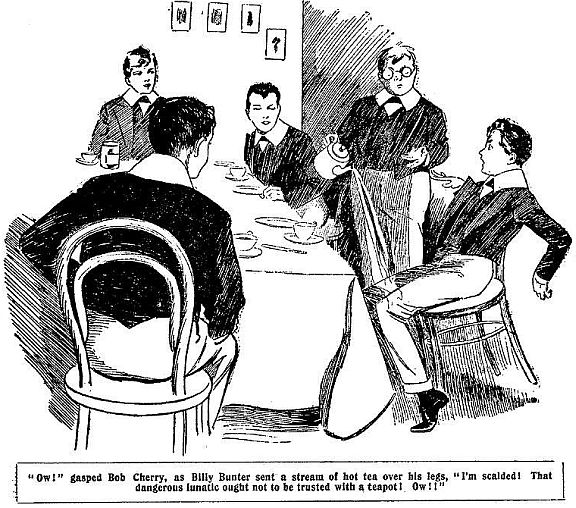 "Ow!" gasped Bob Cherry, as Billy Bunter sent a stream of hot tea over his legs, "I'm scalded! That
dangerous lunatic ought not to be trusted with a teapot! Ow!!"